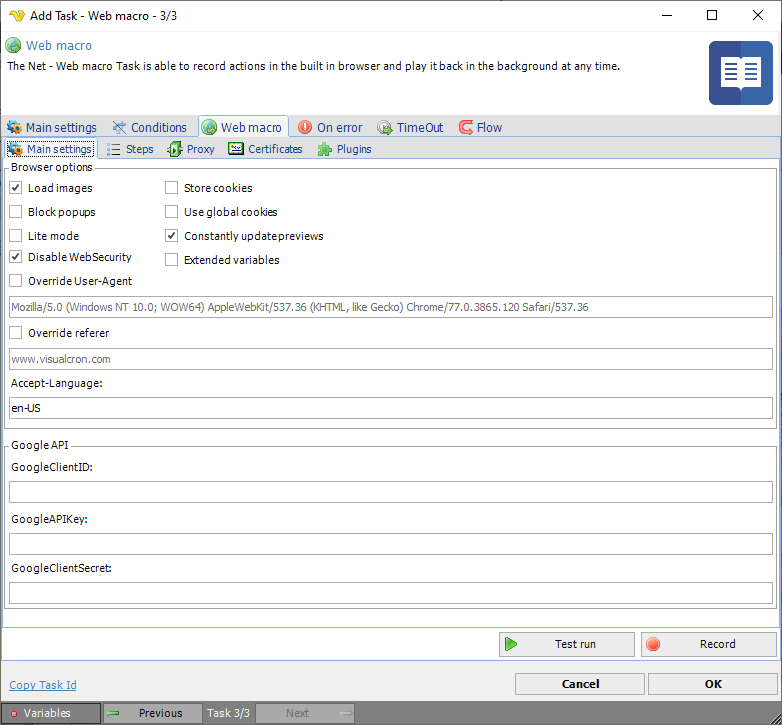 Add Task - Web macro - 3/3
Web macro
The Net - Web macro Task is able to record actions in the built in browser and play it back in the background at any time.
Main settings Conditions Web macro On error TimeOut Flow
Main settings Steps Proxy Certificates Plugins
Browser options
Load images Store cookies
Block popups Use global cookies
Lite mode Constantly update previews
Disable WebSecurity Extended variables
Override User-Agent
Mozilla/5.0 (Windows NT 10.0; WOW64) AppleWebKit/537.36 (KHTML, like Gecko) Chrome/77.0.3865.120 Safari/537.36
Override referer
www.visualcron.com
Accept-Language:
en-US
Google API
GoogleClientID:
GoogleAPIKey:
GoogleClientSecret:
Test run Record
Copy Task Id Cancel OK
Variables Previous Task 3/3 Next